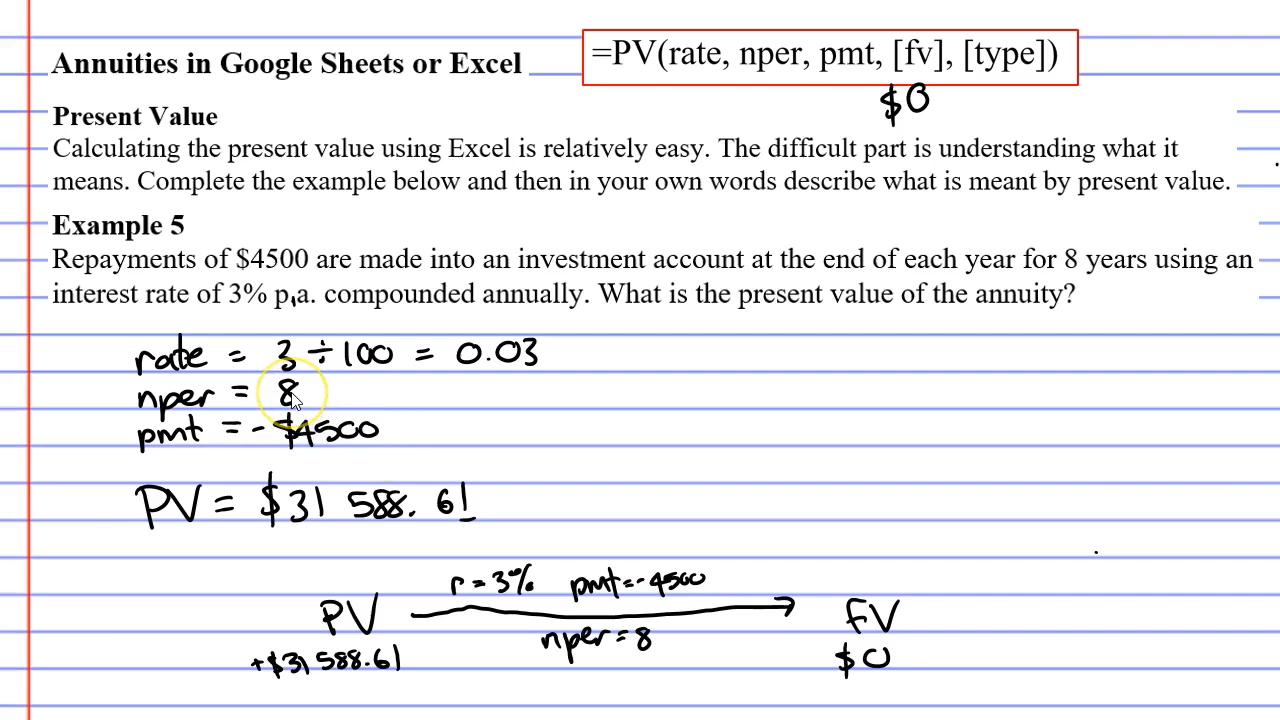 Annuities in Google Sheets or Excel
=PV(rate, nper, pmt, [fv], [type])
$0
Present Value
Calculating the present value using Excel is relatively easy. The difficult part is understanding what it
means. Complete the example below and then in your own words describe what is meant by present value.
Example 5
Repayments of $4500 are made into an investment account at the end of each year for 8 years using an
interest rate of 3% p.a. compounded annually. What is the present value of the annuity?
rate = 3 ÷ 100 = 0.03
nper = 8
pmt = - $4500
PV = $31 588.61
r = 3% pmt = -4500
PV FV
nper = 8
+$31 588.61 $0